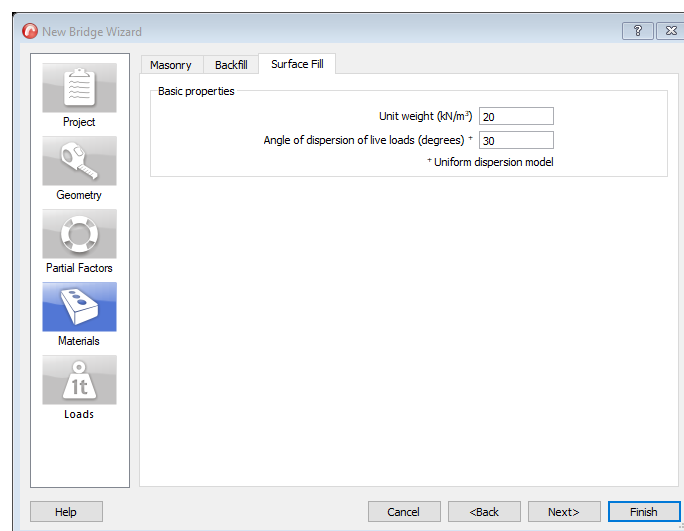 New Bridge Wizard
Project
Geometry
Partial Factors
Materials
1t
Loads
Masonry Backfill Surface Fill
Basic properties
Unit weight (kN/m³) 20
Angle of dispersion of live loads (degrees) ⁺ 30
⁺ Uniform dispersion model
Help Cancel <Back Next> Finish